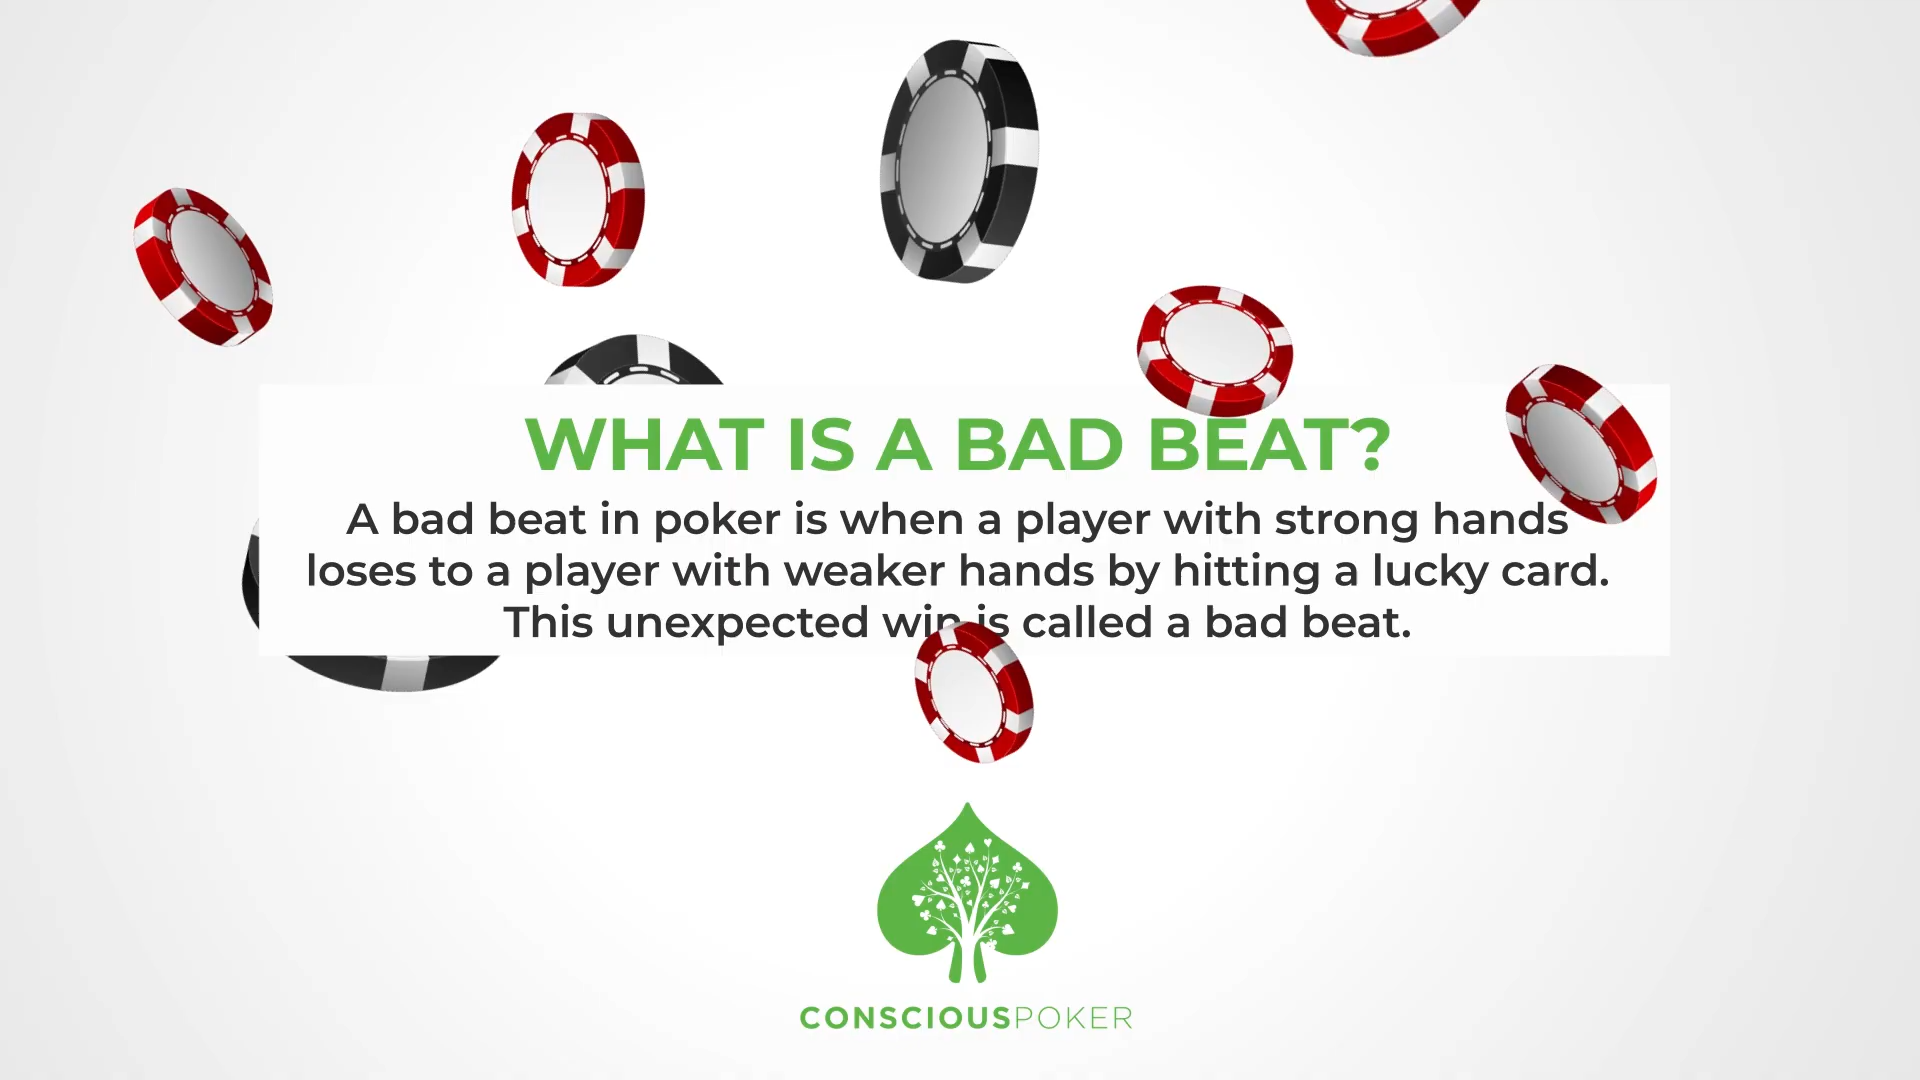 WHAT IS A BAD BEAT?
A bad beat in poker is when a player with strong hands
loses to a player with weaker hands by hitting a lucky card.
This unexpected win is called a bad beat.
CONSCIOUSPOKER